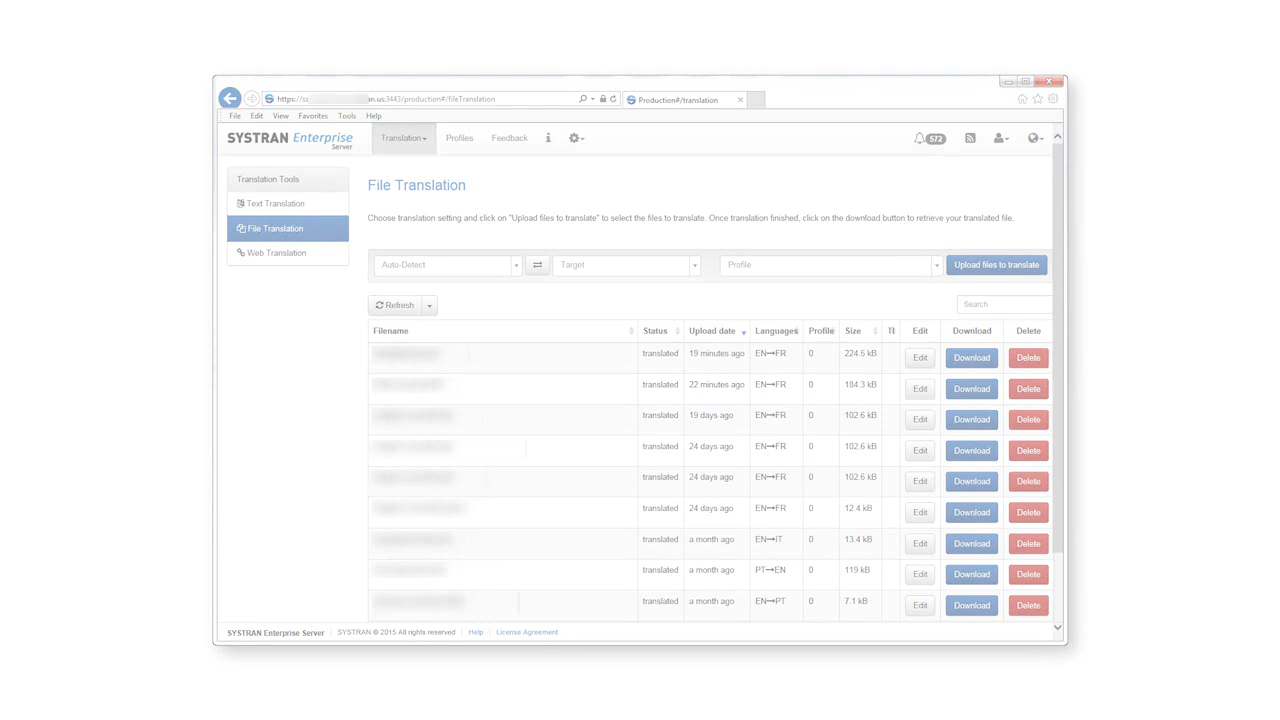 https://ss an.us:3443/production#/fileTranslation
Production#/translation
File Edit View Favorites Tools Help
SYSTRAN Enterprise Server
Translation Profiles Feedback
572
Translation Tools
Text Translation
File Translation
Web Translation
File Translation
Choose translation setting and click on "Upload files to translate" to select the files to translate. Once translation finished, click on the download button to retrieve your translated file.
Auto-Detect Target Profile Upload files to translate
Refresh Search
Filename Status Upload date Languages Profile Size Edit Download Delete
translated 19 minutes ago EN→FR 0 224.5 kB Edit Download Delete
translated 22 minutes ago EN→FR 0 184.3 kB Edit Download Delete
translated 19 days ago EN→FR 0 102.6 kB Edit Download Delete
translated 24 days ago EN→FR 0 102.6 kB Edit Download Delete
translated 24 days ago EN→FR 0 102.6 kB Edit Download Delete
translated 24 days ago EN→FR 0 12.4 kB Edit Download Delete
translated a month ago EN→IT 0 13.4 kB Edit Download Delete
translated a month ago PT→EN 0 119 kB Edit Download Delete
translated a month ago EN→PT 0 7.1 kB Edit Download Delete
SYSTRAN Enterprise Server SYSTRAN © 2015 All rights reserved Help License Agreement